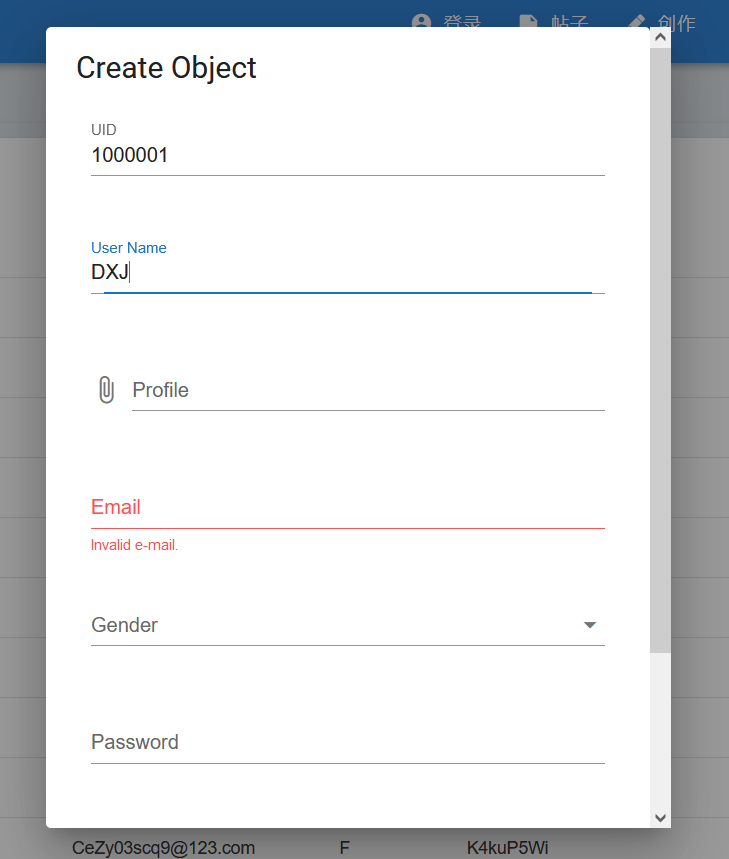 登录 帖子 创作
Create Object
UID
1000001
User Name
DXJ
Profile
Email
Invalid e-mail.
Gender
Password
CeZy03scq9@123.com F K4kuP5Wi